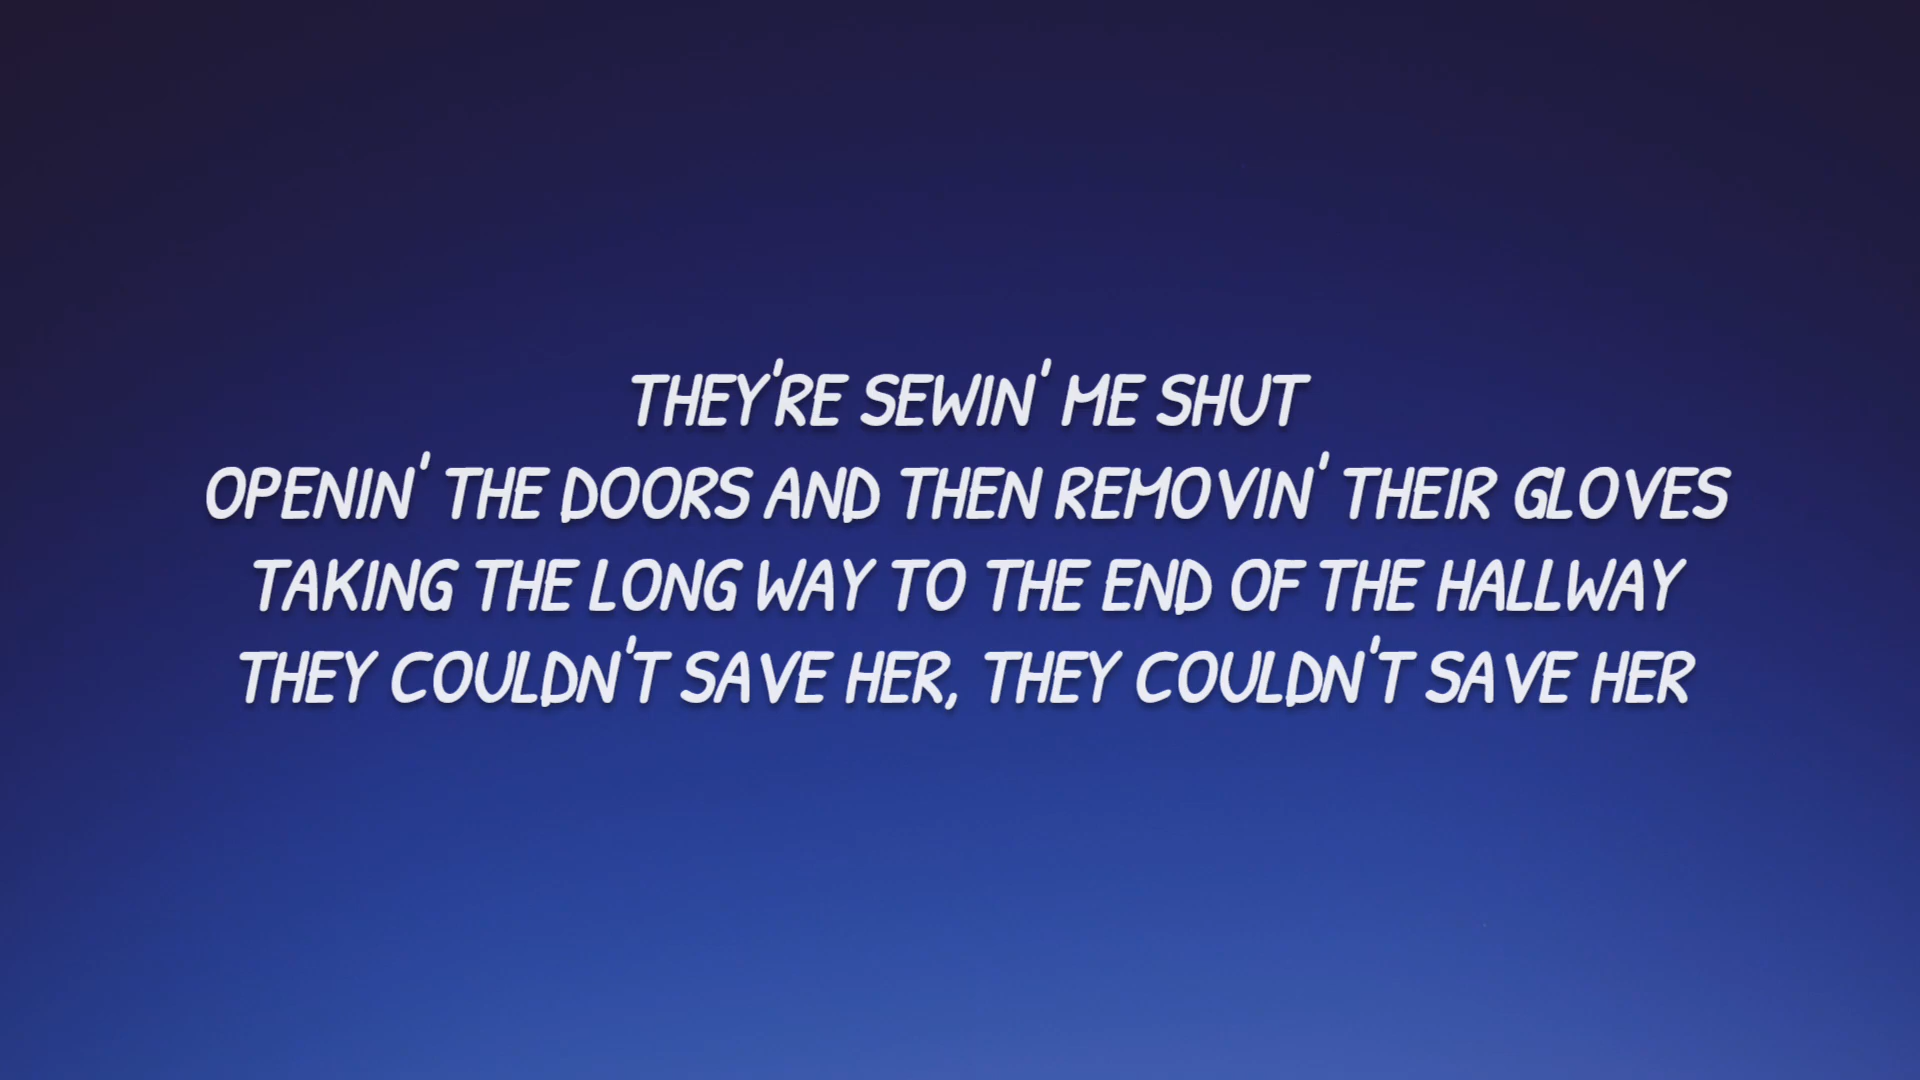 THEY'RE SEWIN' ME SHUT
OPENIN' THE DOORS AND THEN REMOVIN' THEIR GLOVES
TAKING THE LONG WAY TO THE END OF THE HALLWAY
THEY COULDN'T SAVE HER, THEY COULDN'T SAVE HER